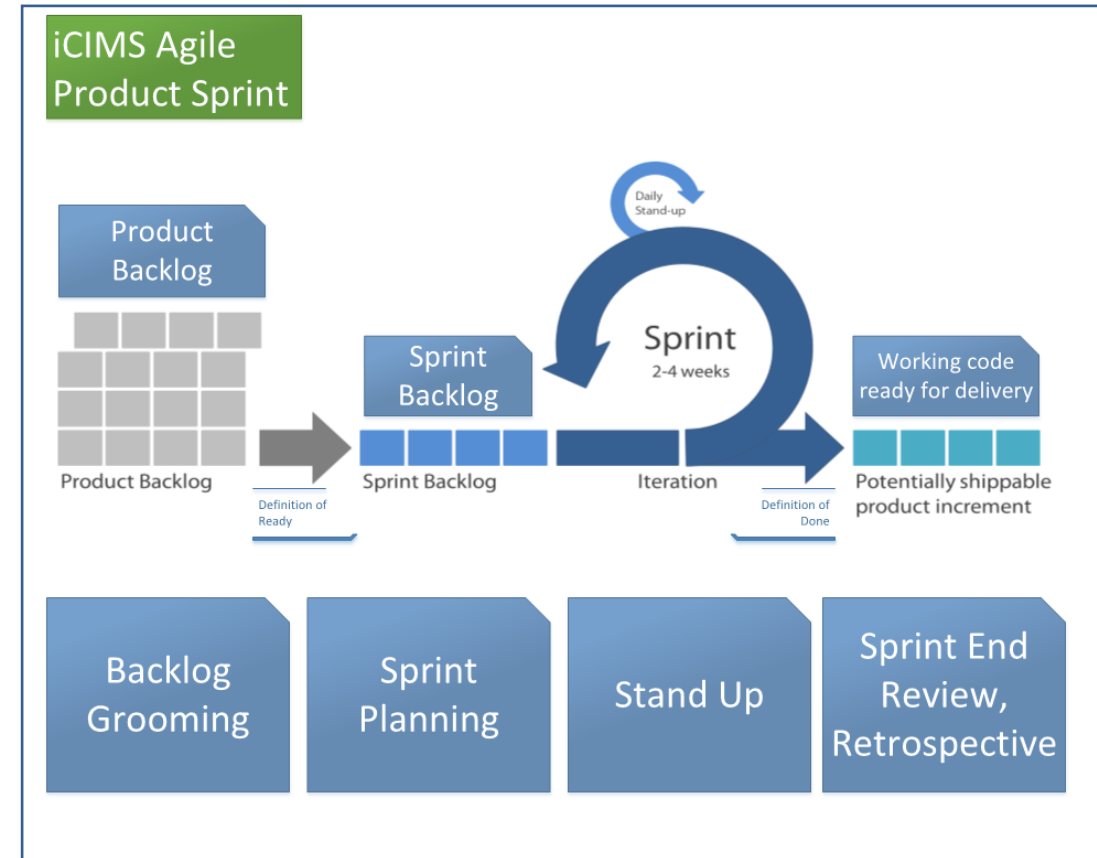 iCIMS Agile
Product Sprint
Daily
Stand-up
Product
Backlog
Sprint
2-4 weeks
Sprint
Backlog
Working code
ready for delivery
Product Backlog
Sprint Backlog
Iteration
Potentially shippable
product increment
Definition of
Ready
Definition of
Done
Backlog
Grooming
Sprint
Planning
Stand Up
Sprint End
Review,
Retrospective